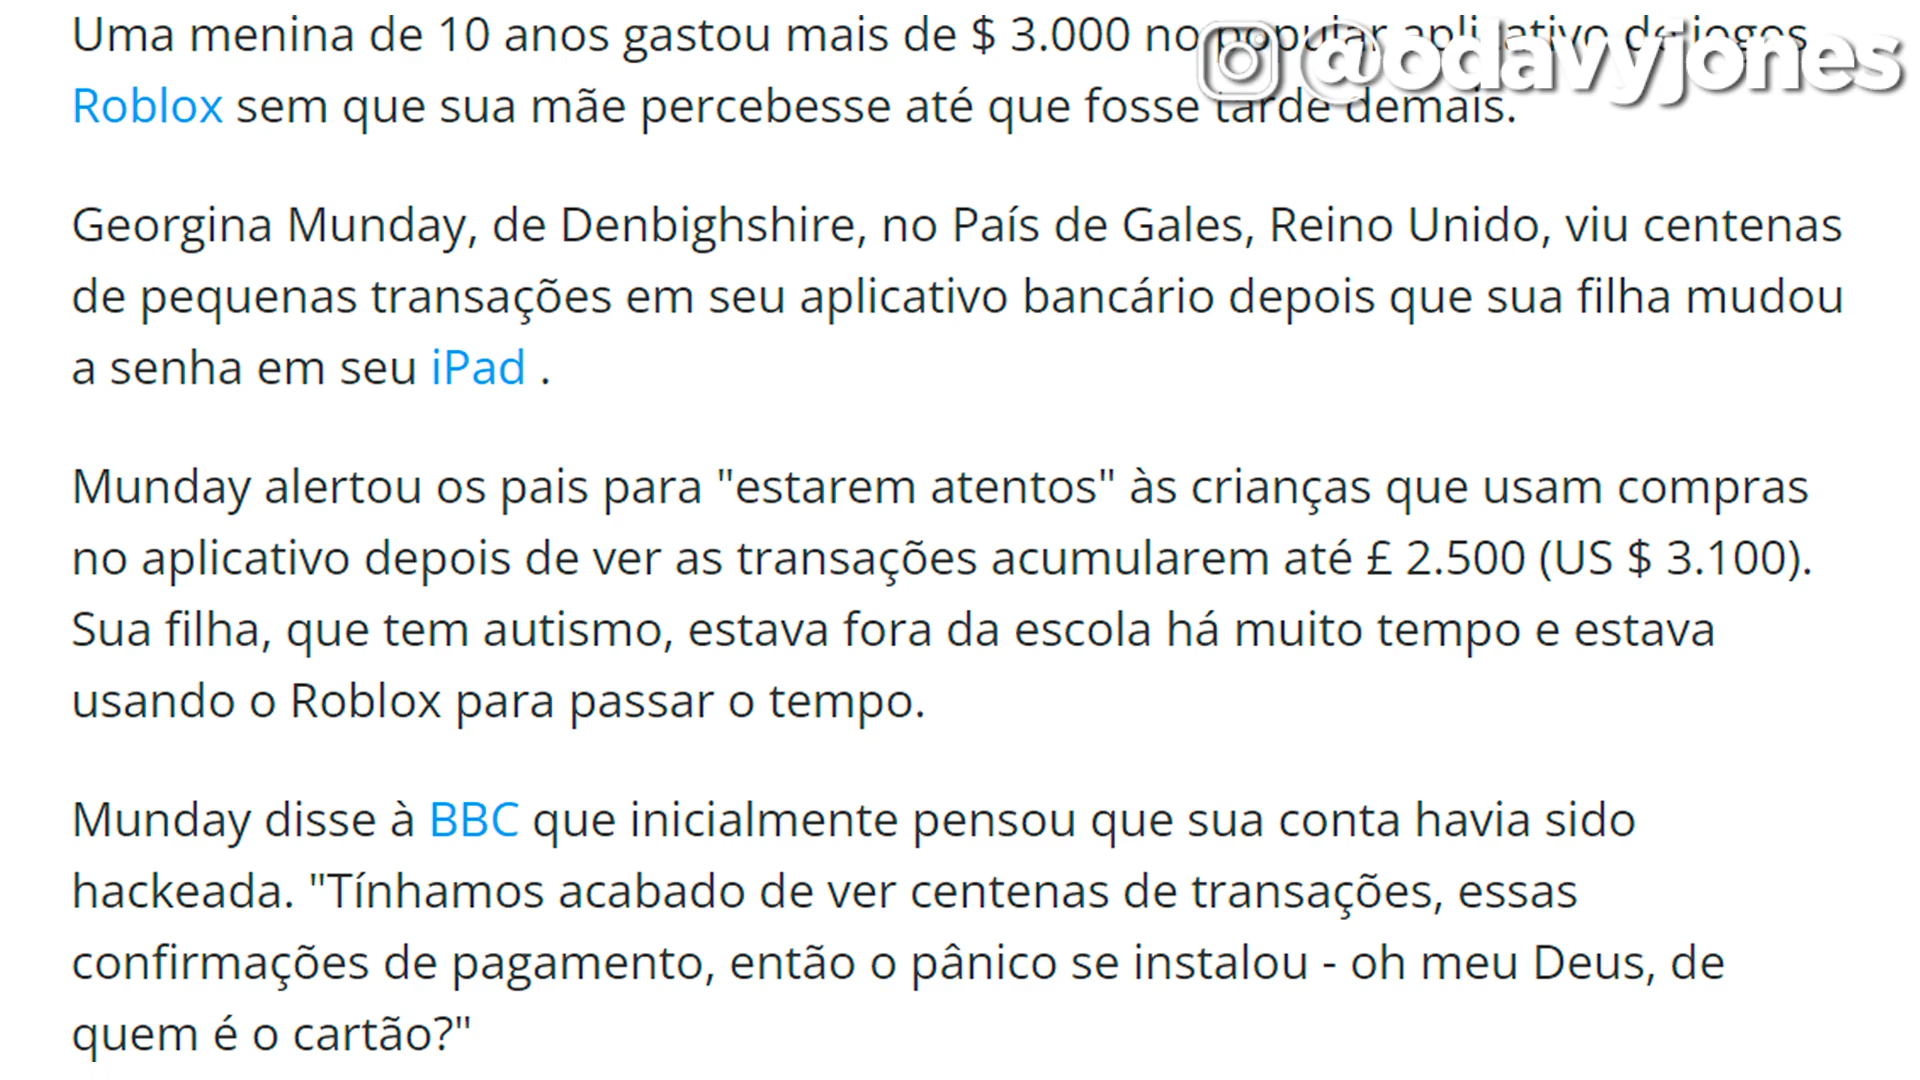 Uma menina de 10 anos gastou mais de $ 3.000 no popular aplicativo de jogos
@odavyjones
Roblox sem que sua mãe percebesse até que fosse tarde demais.
Georgina Munday, de Denbighshire, no País de Gales, Reino Unido, viu centenas
de pequenas transações em seu aplicativo bancário depois que sua filha mudou
a senha em seu iPad .
Munday alertou os pais para "estarem atentos" às crianças que usam compras
no aplicativo depois de ver as transações acumularem até £ 2.500 (US $ 3.100).
Sua filha, que tem autismo, estava fora da escola há muito tempo e estava
usando o Roblox para passar o tempo.
Munday disse à BBC que inicialmente pensou que sua conta havia sido
hackeada. "Tínhamos acabado de ver centenas de transações, essas
confirmações de pagamento, então o pânico se instalou - oh meu Deus, de
quem é o cartão?"